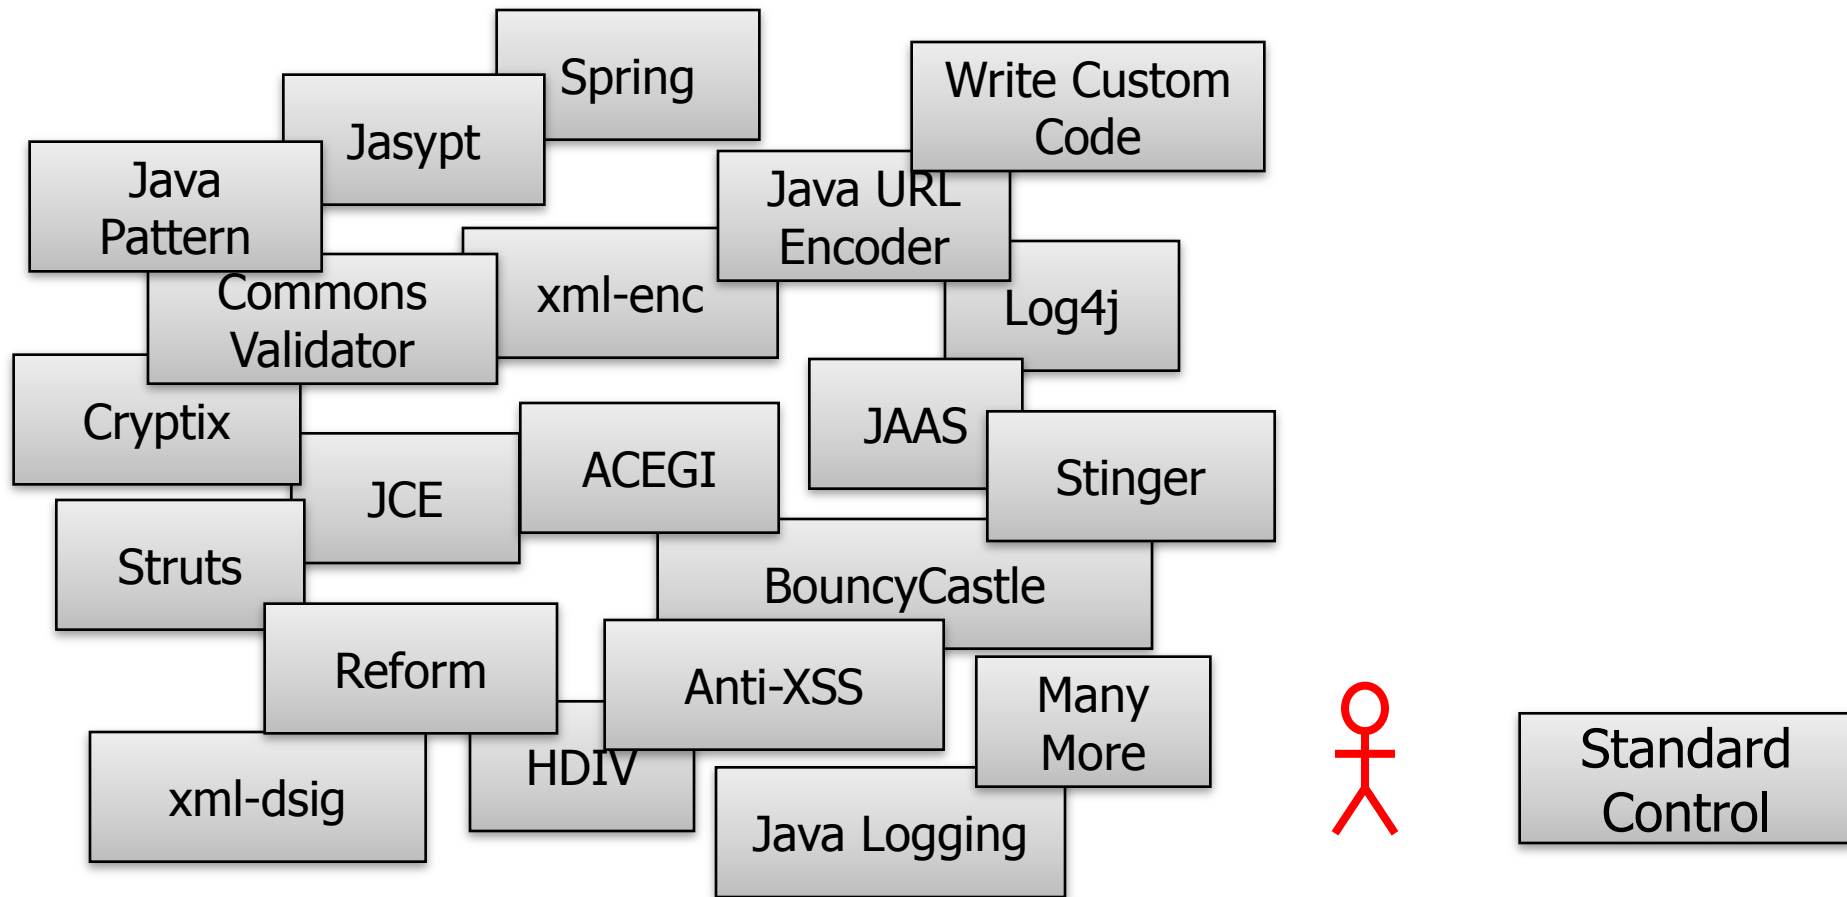 Spring
Write Custom
Code
Jasypt
Java
Pattern
Java URL
Encoder
Commons
Validator
xml-enc
Log4j
Cryptix
JCE
ACEGI
JAAS
Stinger
Struts
BouncyCastle
Reform
Anti-XSS
Many
More
xml-dsig
HDIV
Java Logging
Standard
Control